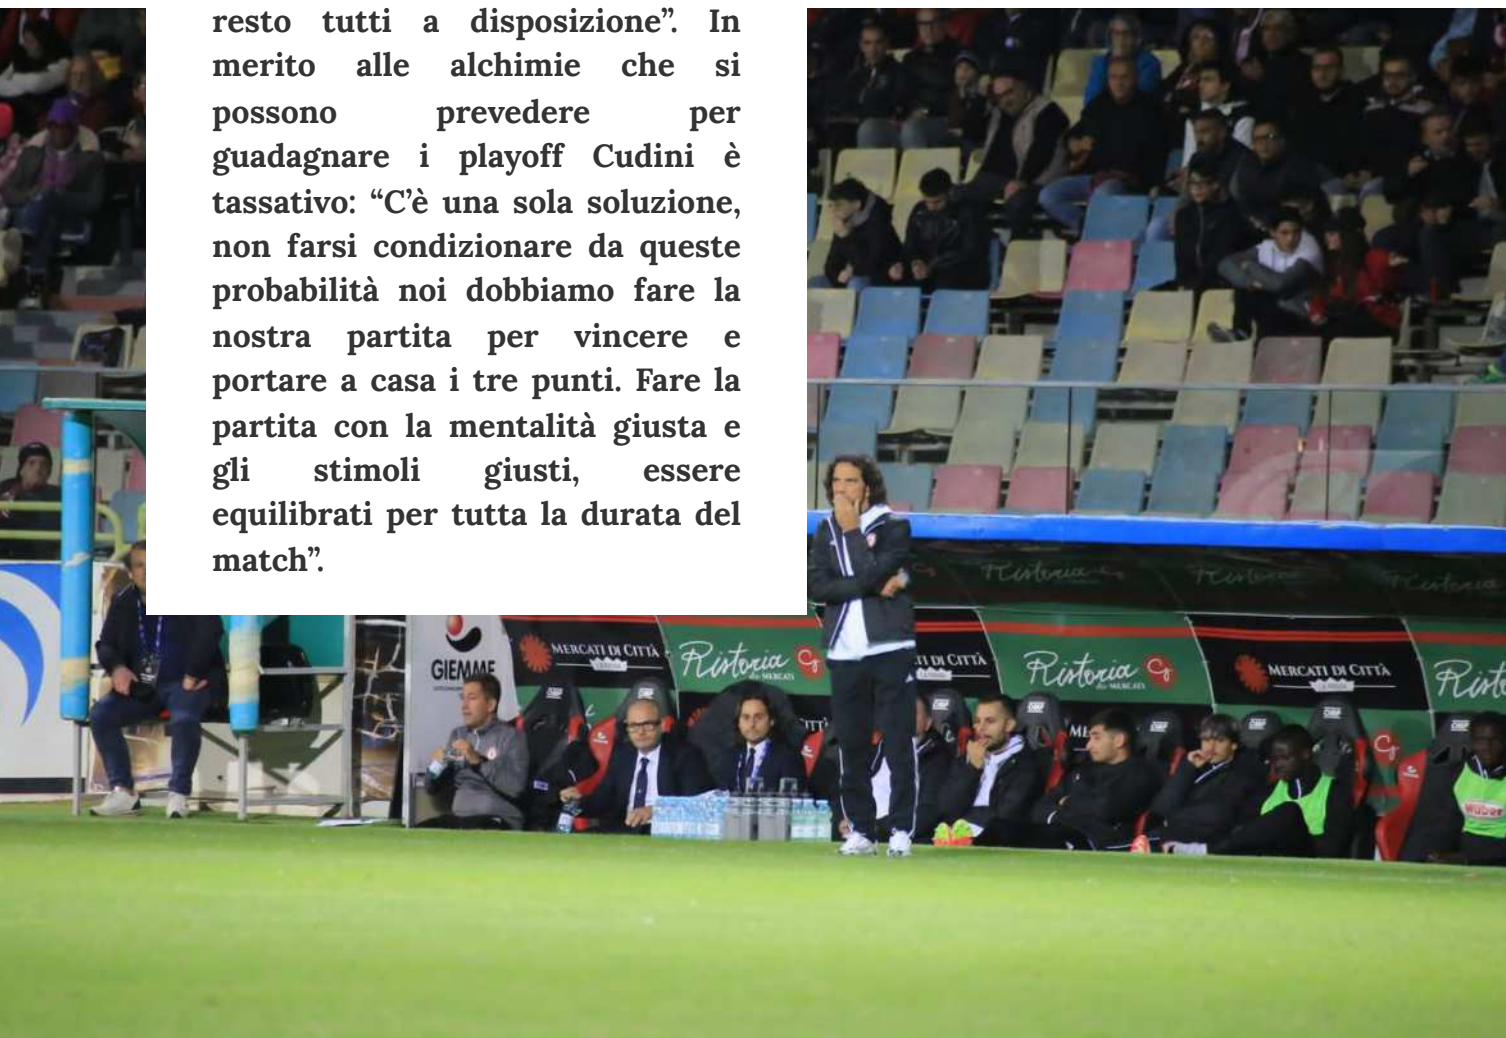 resto tutti a disposizione”. In
merito alle alchimie che si
possono prevedere per
guadagnare i playoff Cudini è
tassativo: “C’è una sola soluzione,
non farsi condizionare da queste
probabilità noi dobbiamo fare la
nostra partita per vincere e
portare a casa i tre punti. Fare la
partita con la mentalità giusta e
gli stimoli giusti, essere
equilibrati per tutta la durata del
match”.
Ristoria
GIEMME
MERCATI DI CITTÀ
Ristoria
TI DI CITTÀ
Ristoria
MERCATI DI CITTÀ
Rist